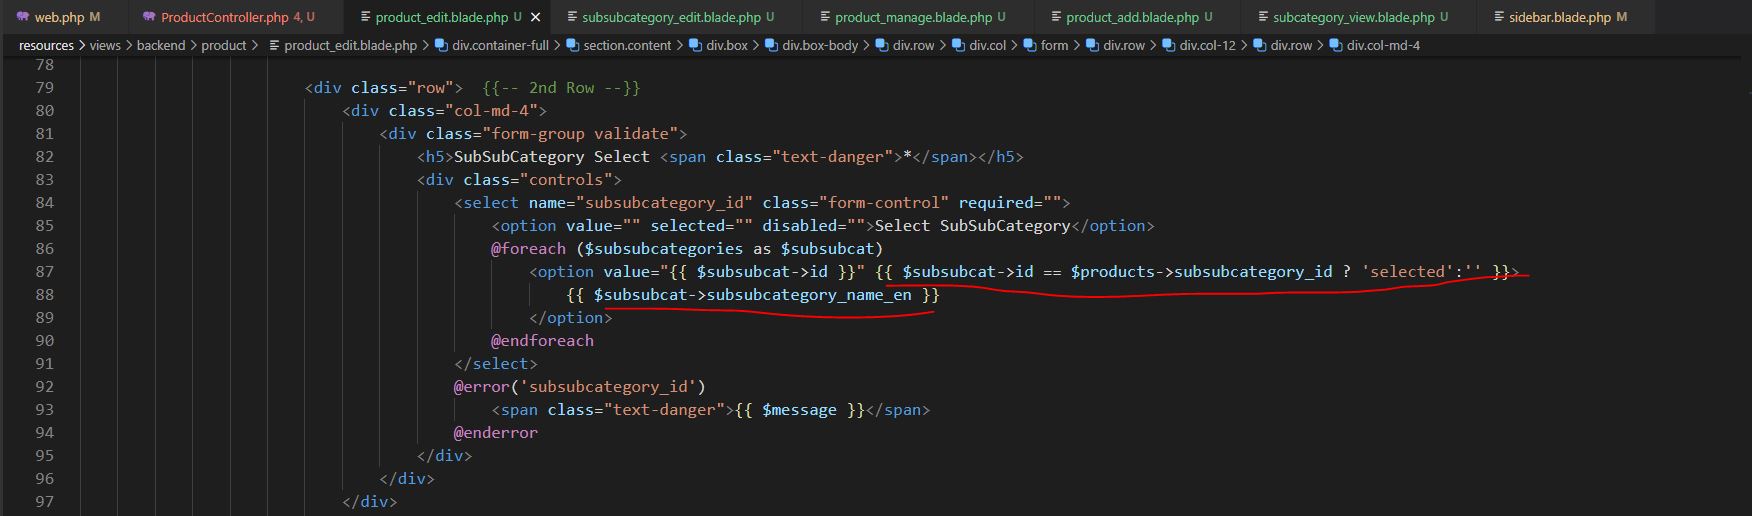 web.php M ProductController.php 4, U product_edit.blade.php U subsubcategory_edit.blade.php U product_manage.blade.php U product_add.blade.php U subcategory_view.blade.php U sidebar.blade.php M
resources > views > backend > product > product_edit.blade.php > div.container-full > section.content > div.box > div.box-body > div.row > div.col > form > div.row > div.col-12 > div.row > div.col-md-4
78
79 <div class="row">  {{-- 2nd Row --}}
80 <div class="col-md-4">
81 <div class="form-group validate">
82 <h5>SubSubCategory Select <span class="text-danger">*</span></h5>
83 <div class="controls">
84 <select name="subsubcategory_id" class="form-control" required="">
85 <option value="" selected="" disabled="">Select SubSubCategory</option>
86 @foreach ($subsubcategories as $subsubcat)
87 <option value="{{ $subsubcat->id }}" {{ $subsubcat->id == $products->subsubcategory_id ? 'selected':'' }}>
88 {{ $subsubcat->subsubcategory_name_en }}
89 </option>
90 @endforeach
91 </select>
92 @error('subsubcategory_id')
93 <span class="text-danger">{{ $message }}</span>
94 @enderror
95 </div>
96 </div>
97 </div>